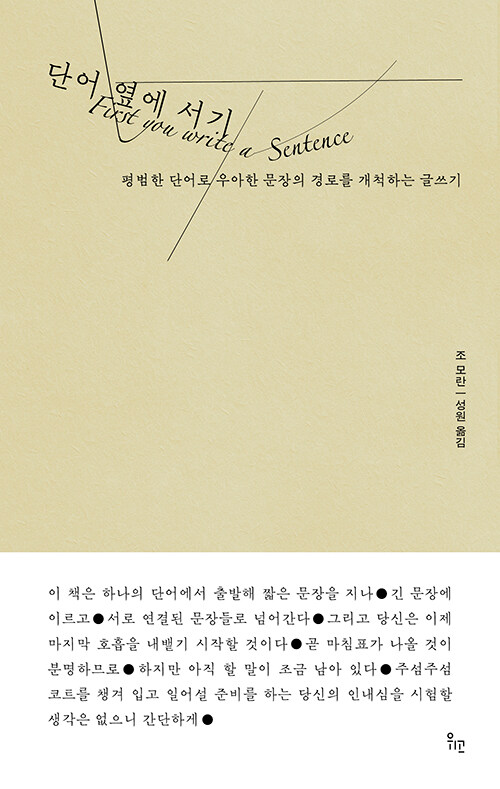 단어 옆에 서기
First you write a Sentence
평범한 단어로 우아한 문장의 경로를 개척하는 글쓰기
조 모란 | 성원 옮김
이 책은 하나의 단어에서 출발해 짧은 문장을 지나●긴 문장에
이르고●서로 연결된 문장들로 넘어간다●그리고 당신은 이제
마지막 호흡을 내뱉기 시작할 것이다●곧 마침표가 나올 것이
분명하므로●하지만 아직 할 말이 조금 남아 있다●주섬주섬
코트를 챙겨 입고 일어설 준비를 하는 당신의 인내심을 시험할
생각은 없으니 간단하게●
위고